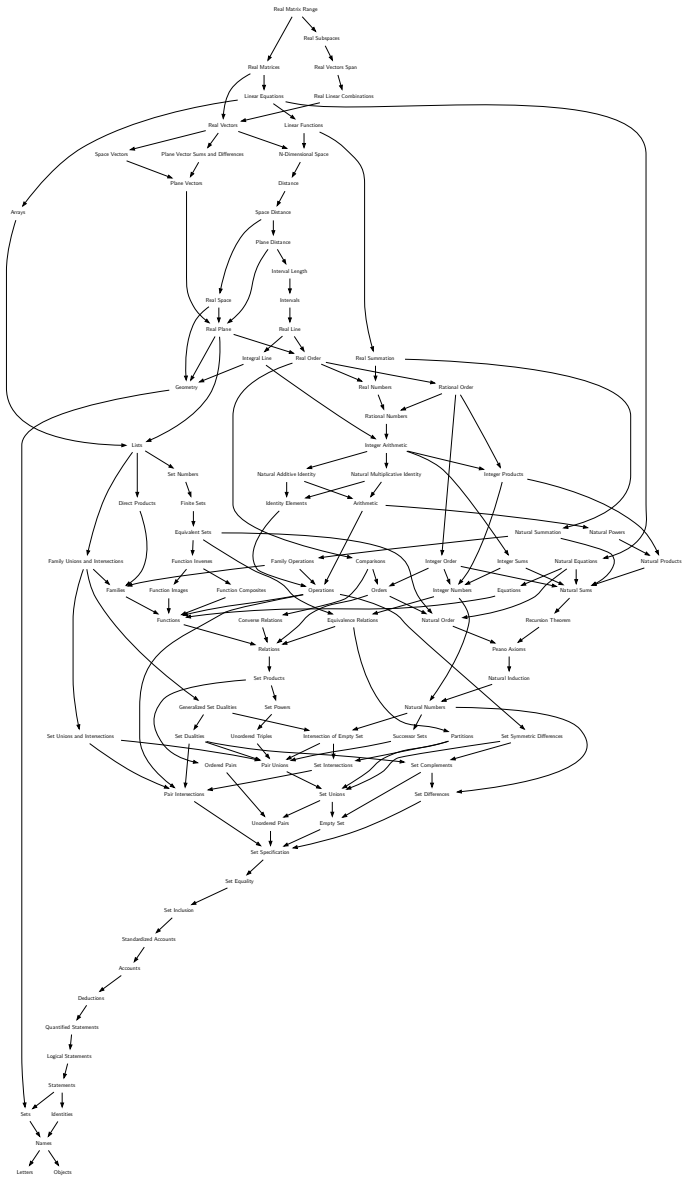 Real Matrix Range
Real Subspaces
Real Matrices
Real Vectors Span
Linear Equations
Real Linear Combinations
Real Vectors
Linear Functions
Space Vectors
Plane Vector Sums and Differences
N-Dimensional Space
Plane Vectors
Distance
Arrays
Space Distance
Plane Distance
Interval Length
Real Space
Intervals
Real Plane
Real Line
Integral Line
Real Order
Real Summation
Geometry
Real Numbers
Rational Order
Rational Numbers
Lists
Integer Arithmetic
Set Numbers
Natural Additive Identity
Natural Multiplicative Identity
Integer Products
Direct Products
Finite Sets
Identity Elements
Arithmetic
Equivalent Sets
Natural Summation
Natural Powers
Family Unions and Intersections
Function Inverses
Family Operations
Comparisons
Integer Order
Integer Sums
Natural Equations
Natural Products
Families
Function Images
Function Composites
Operations
Orders
Integer Numbers
Equations
Natural Sums
Functions
Converse Relations
Equivalence Relations
Natural Order
Recursion Theorem
Relations
Peano Axioms
Set Products
Natural Induction
Generalized Set Dualities
Set Powers
Natural Numbers
Set Unions and Intersections
Set Dualities
Unordered Triples
Intersection of Empty Set
Successor Sets
Partitions
Set Symmetric Differences
Ordered Pairs
Pair Unions
Set Intersections
Set Complements
Pair Intersections
Set Unions
Set Differences
Unordered Pairs
Empty Set
Set Specification
Set Equality
Set Inclusion
Standardized Accounts
Accounts
Deductions
Quantified Statements
Logical Statements
Statements
Sets
Identities
Names
Letters
Objects